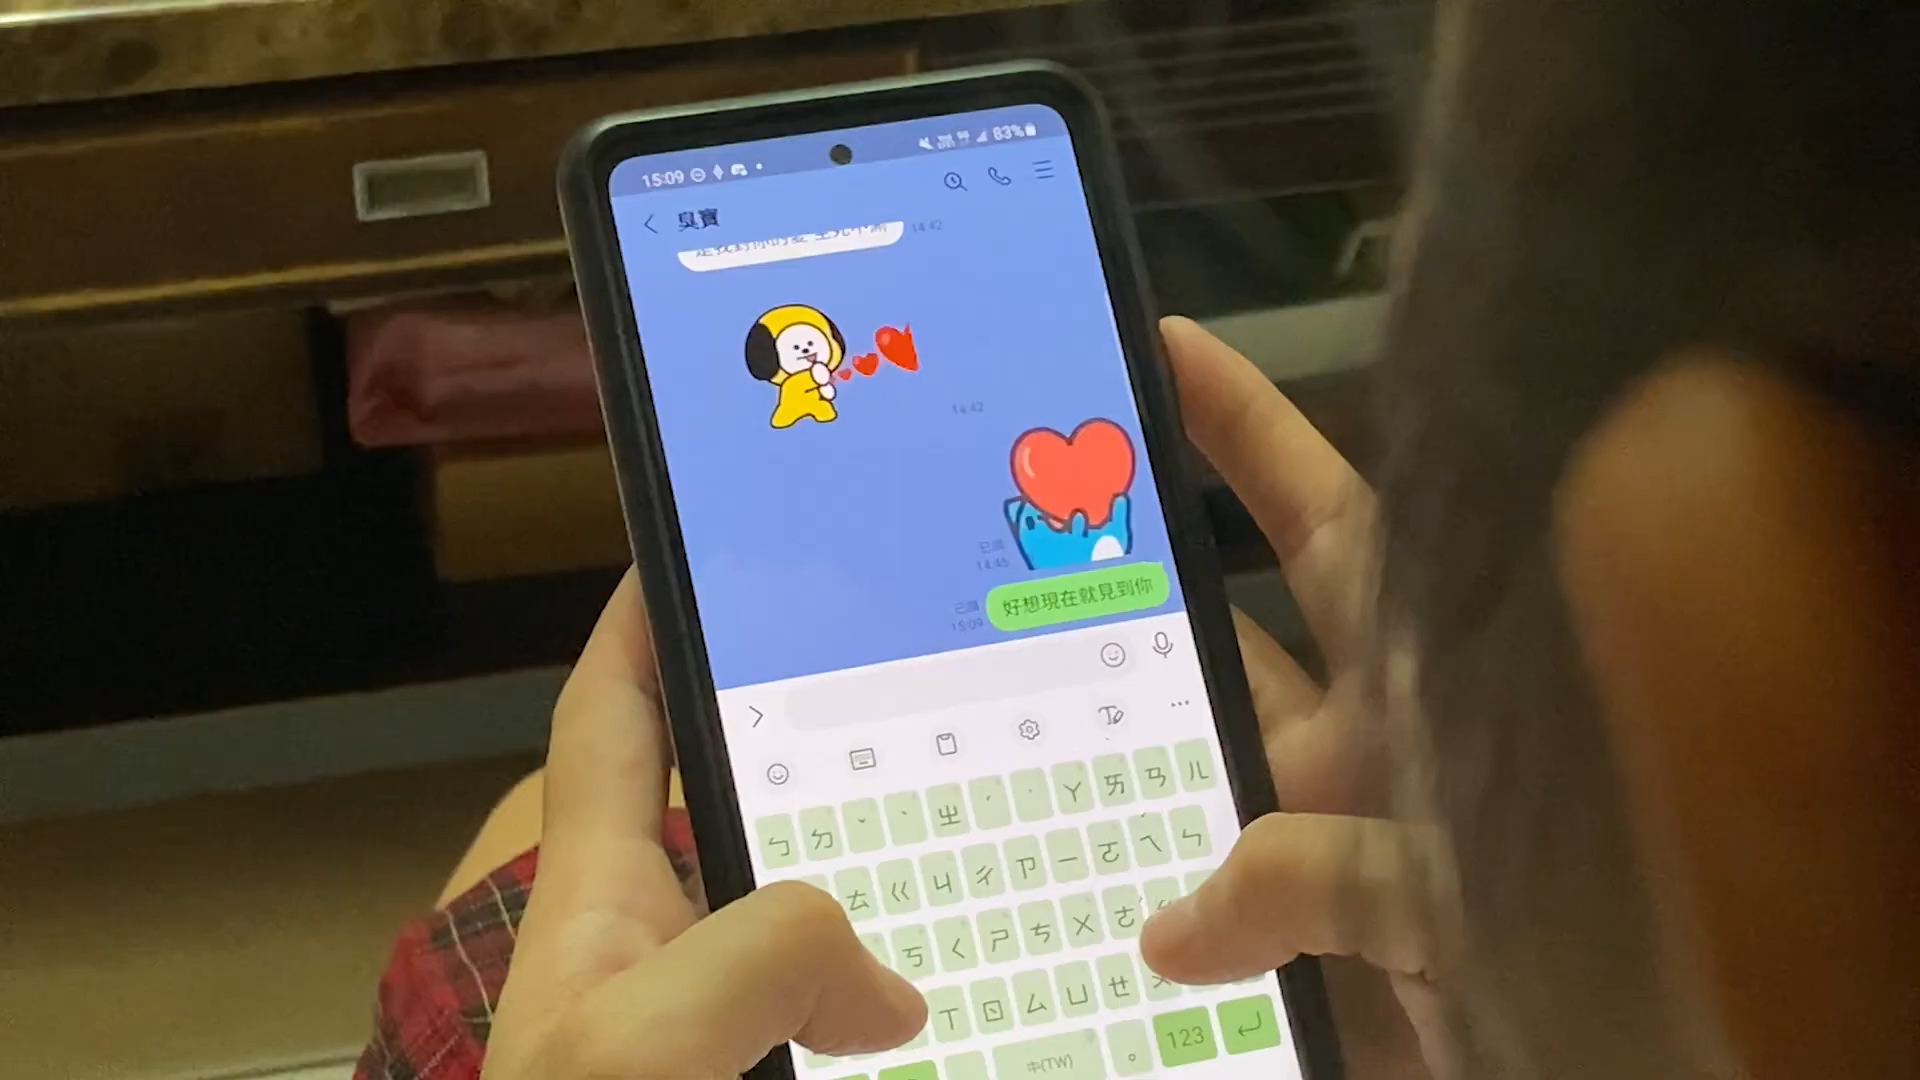 15:09
83%
臭寶
14:42
14:42
已讀
14:45
好想現在就見到你
已讀
15:09
ㄅ ㄉ ˇ ˋ ㄓ ˊ ˙ ㄚ ㄞ ㄢ ㄦ
ㄊ ㄍ ㄐ ㄔ ㄗ ㄧ ㄛ ㄟ ㄣ
ㄎ ㄑ ㄕ ㄘ ㄨ ㄜ
ㄒ ㄖ ㄙ ㄩ ㄝ
中(TW) 。 123